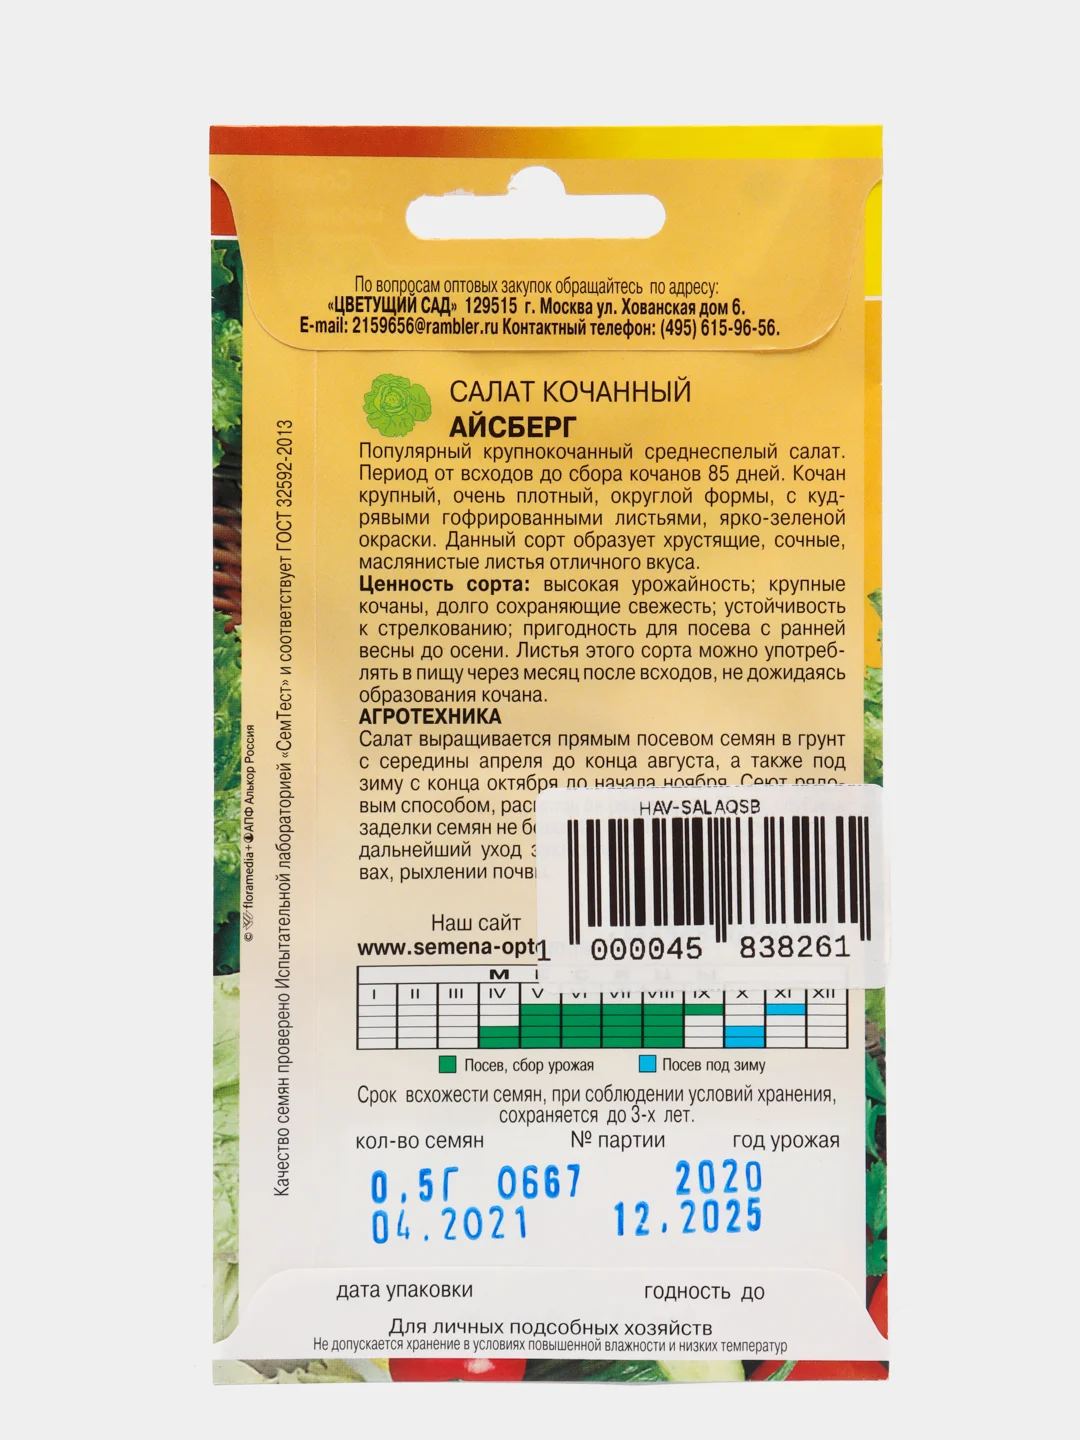 По вопросам оптовых закупок обращайтесь по адресу:
«ЦВЕТУЩИЙ САД» 129515 г. Москва ул. Хованская дом 6.
E-mail: 2159656@rambler.ru Контактный телефон: (495) 615-96-56.
САЛАТ КОЧАННЫЙ
АЙСБЕРГ
Популярный крупнокочанный среднеспелый салат.
Период от всходов до сбора кочанов 85 дней. Кочан
крупный, очень плотный, округлой формы, с куд-
рявыми гофрированными листьями, ярко-зеленой
окраски. Данный сорт образует хрустящие, сочные,
маслянистые листья отличного вкуса.
Ценность сорта: высокая урожайность; крупные
кочаны, долго сохраняющие свежесть; устойчивость
к стрелкованию; пригодность для посева с ранней
весны до осени. Листья этого сорта можно употреб-
лять в пищу через месяц после всходов, не дожидаясь
образования кочана.
АГРОТЕХНИКА
Салат выращивается прямым посевом семян в грунт
с середины апреля до конца августа, а также под
зиму с конца октября до начала ноября. Сеют рядо-
вым способом,
заделки семян не
дальнейший уход
вах, рыхлении почвы
HAV-SALAQSB
1 000045 838261
Наш сайт
www.semena-opt
М Е С Я Ц Ы
I II III IV V VI VII VIII IX X XI XII
Посев, сбор урожая Посев под зиму
Срок всхожести семян, при соблюдении условий хранения,
сохраняется до 3-х лет.
кол-во семян № партии год урожая
0,5Г 0667 2020
04.2021 12.2025
дата упаковки годность до
Для личных подсобных хозяйств
Не допускается хранение в условиях повышенной влажности и низких температур
Качество семян проверено Испытательной лабораторией «СемТест» и соответствует ГОСТ 32592-2013
© floramedia + АПФ Алькор Россия